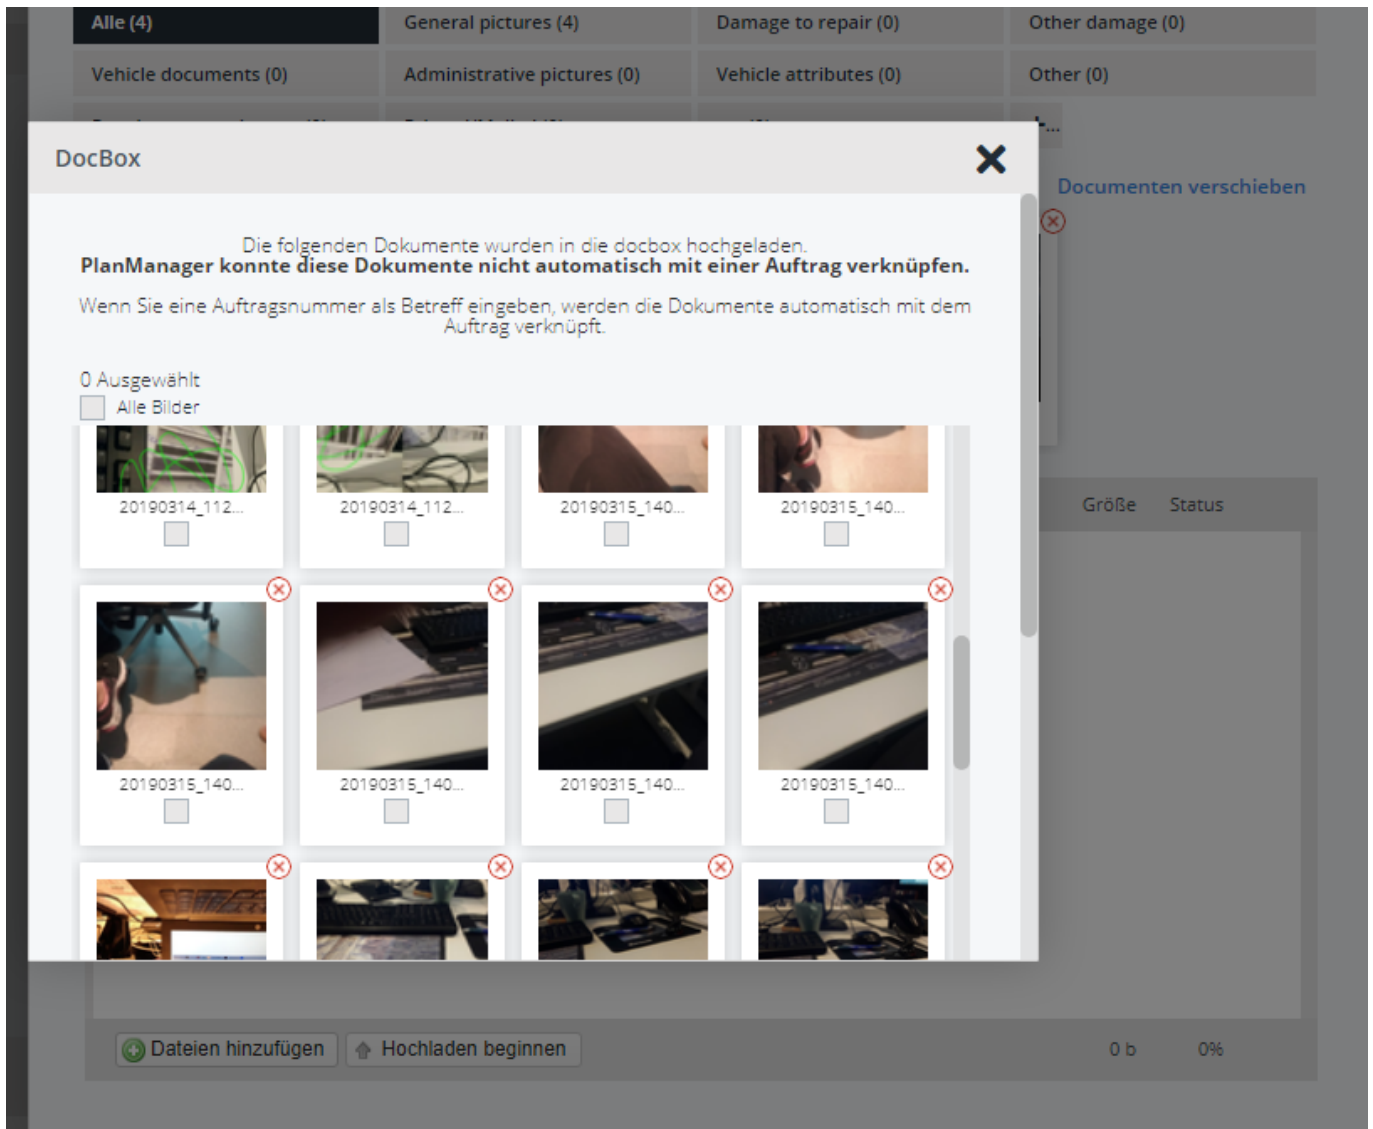 Alle (4)
General pictures (4)
Damage to repair (0)
Other damage (0)
Vehicle documents (0)
Administrative pictures (0)
Vehicle attributes (0)
Other (0)
DocBox
Documenten verschieben
Die folgenden Dokumente wurden in die docbox hochgeladen.
PlanManager konnte diese Dokumente nicht automatisch mit einer Auftrag verknüpfen.
Wenn Sie eine Auftragsnummer als Betreff eingeben, werden die Dokumente automatisch mit dem
Auftrag verknüpft.
0 Ausgewählt
Alle Bilder
20190314_112...
20190314_112...
20190315_140...
20190315_140...
Größe
Status
20190315_140...
20190315_140...
20190315_140...
20190315_140...
Dateien hinzufügen
Hochladen beginnen
0 b
0%